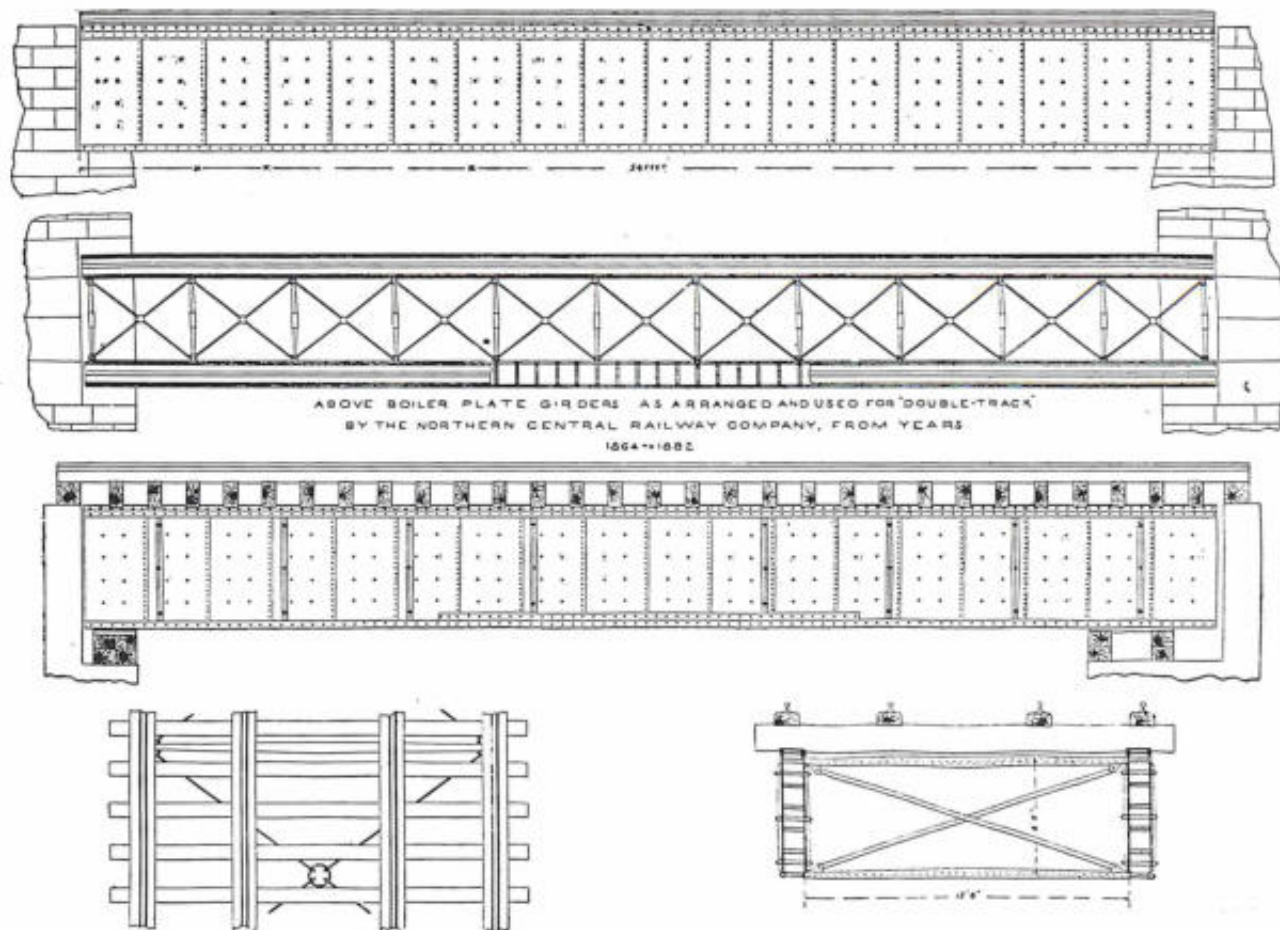 ABOVE BOILER PLATE GIRDERS AS ARRANGED AND USED FOR "DOUBLE-TRACK"
BY THE NORTHERN CENTRAL RAILWAY COMPANY, FROM YEARS
1864 to 1882